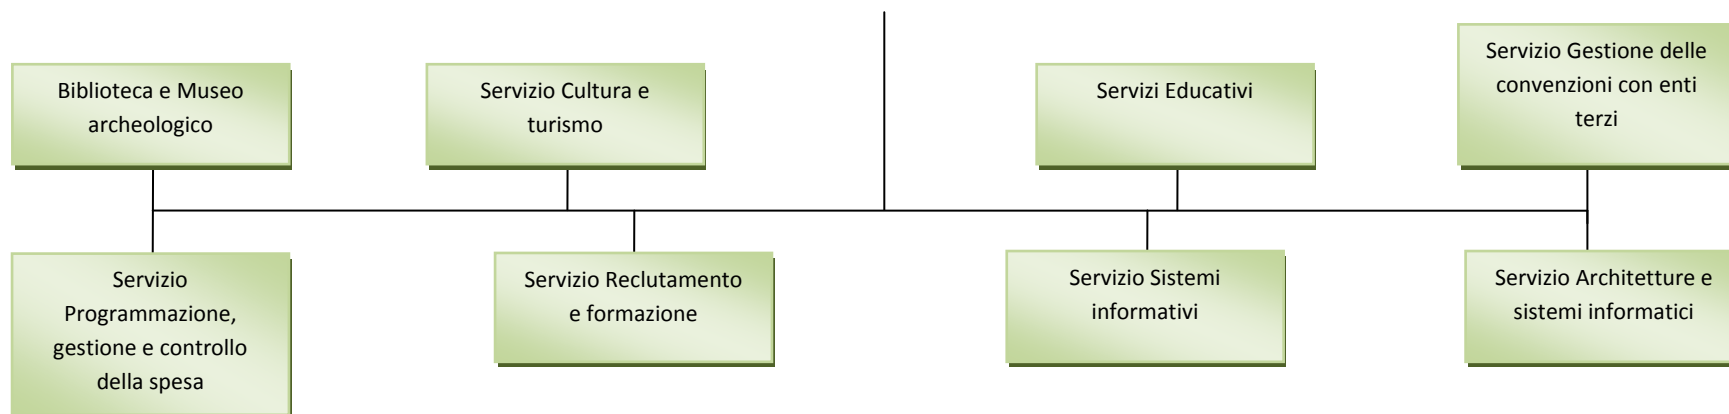 Biblioteca e Museo
archeologico
Servizio Cultura e
turismo
Servizi Educativi
Servizio Gestione delle
convenzioni con enti
terzi
Servizio
Programmazione,
gestione e controllo
della spesa
Servizio Reclutamento
e formazione
Servizio Sistemi
informativi
Servizio Architetture e
sistemi informatici